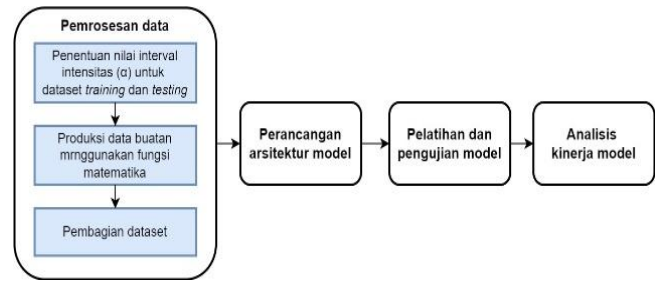 Pemrosesan data
Penentuan nilai interval
intensitas (α) untuk
dataset training dan testing
Produksi data buatan
mrnggunakan fungsi
matematika
Pembagian dataset
Perancangan
arsitektur model
Pelatihan dan
pengujian model
Analisis
kinerja model